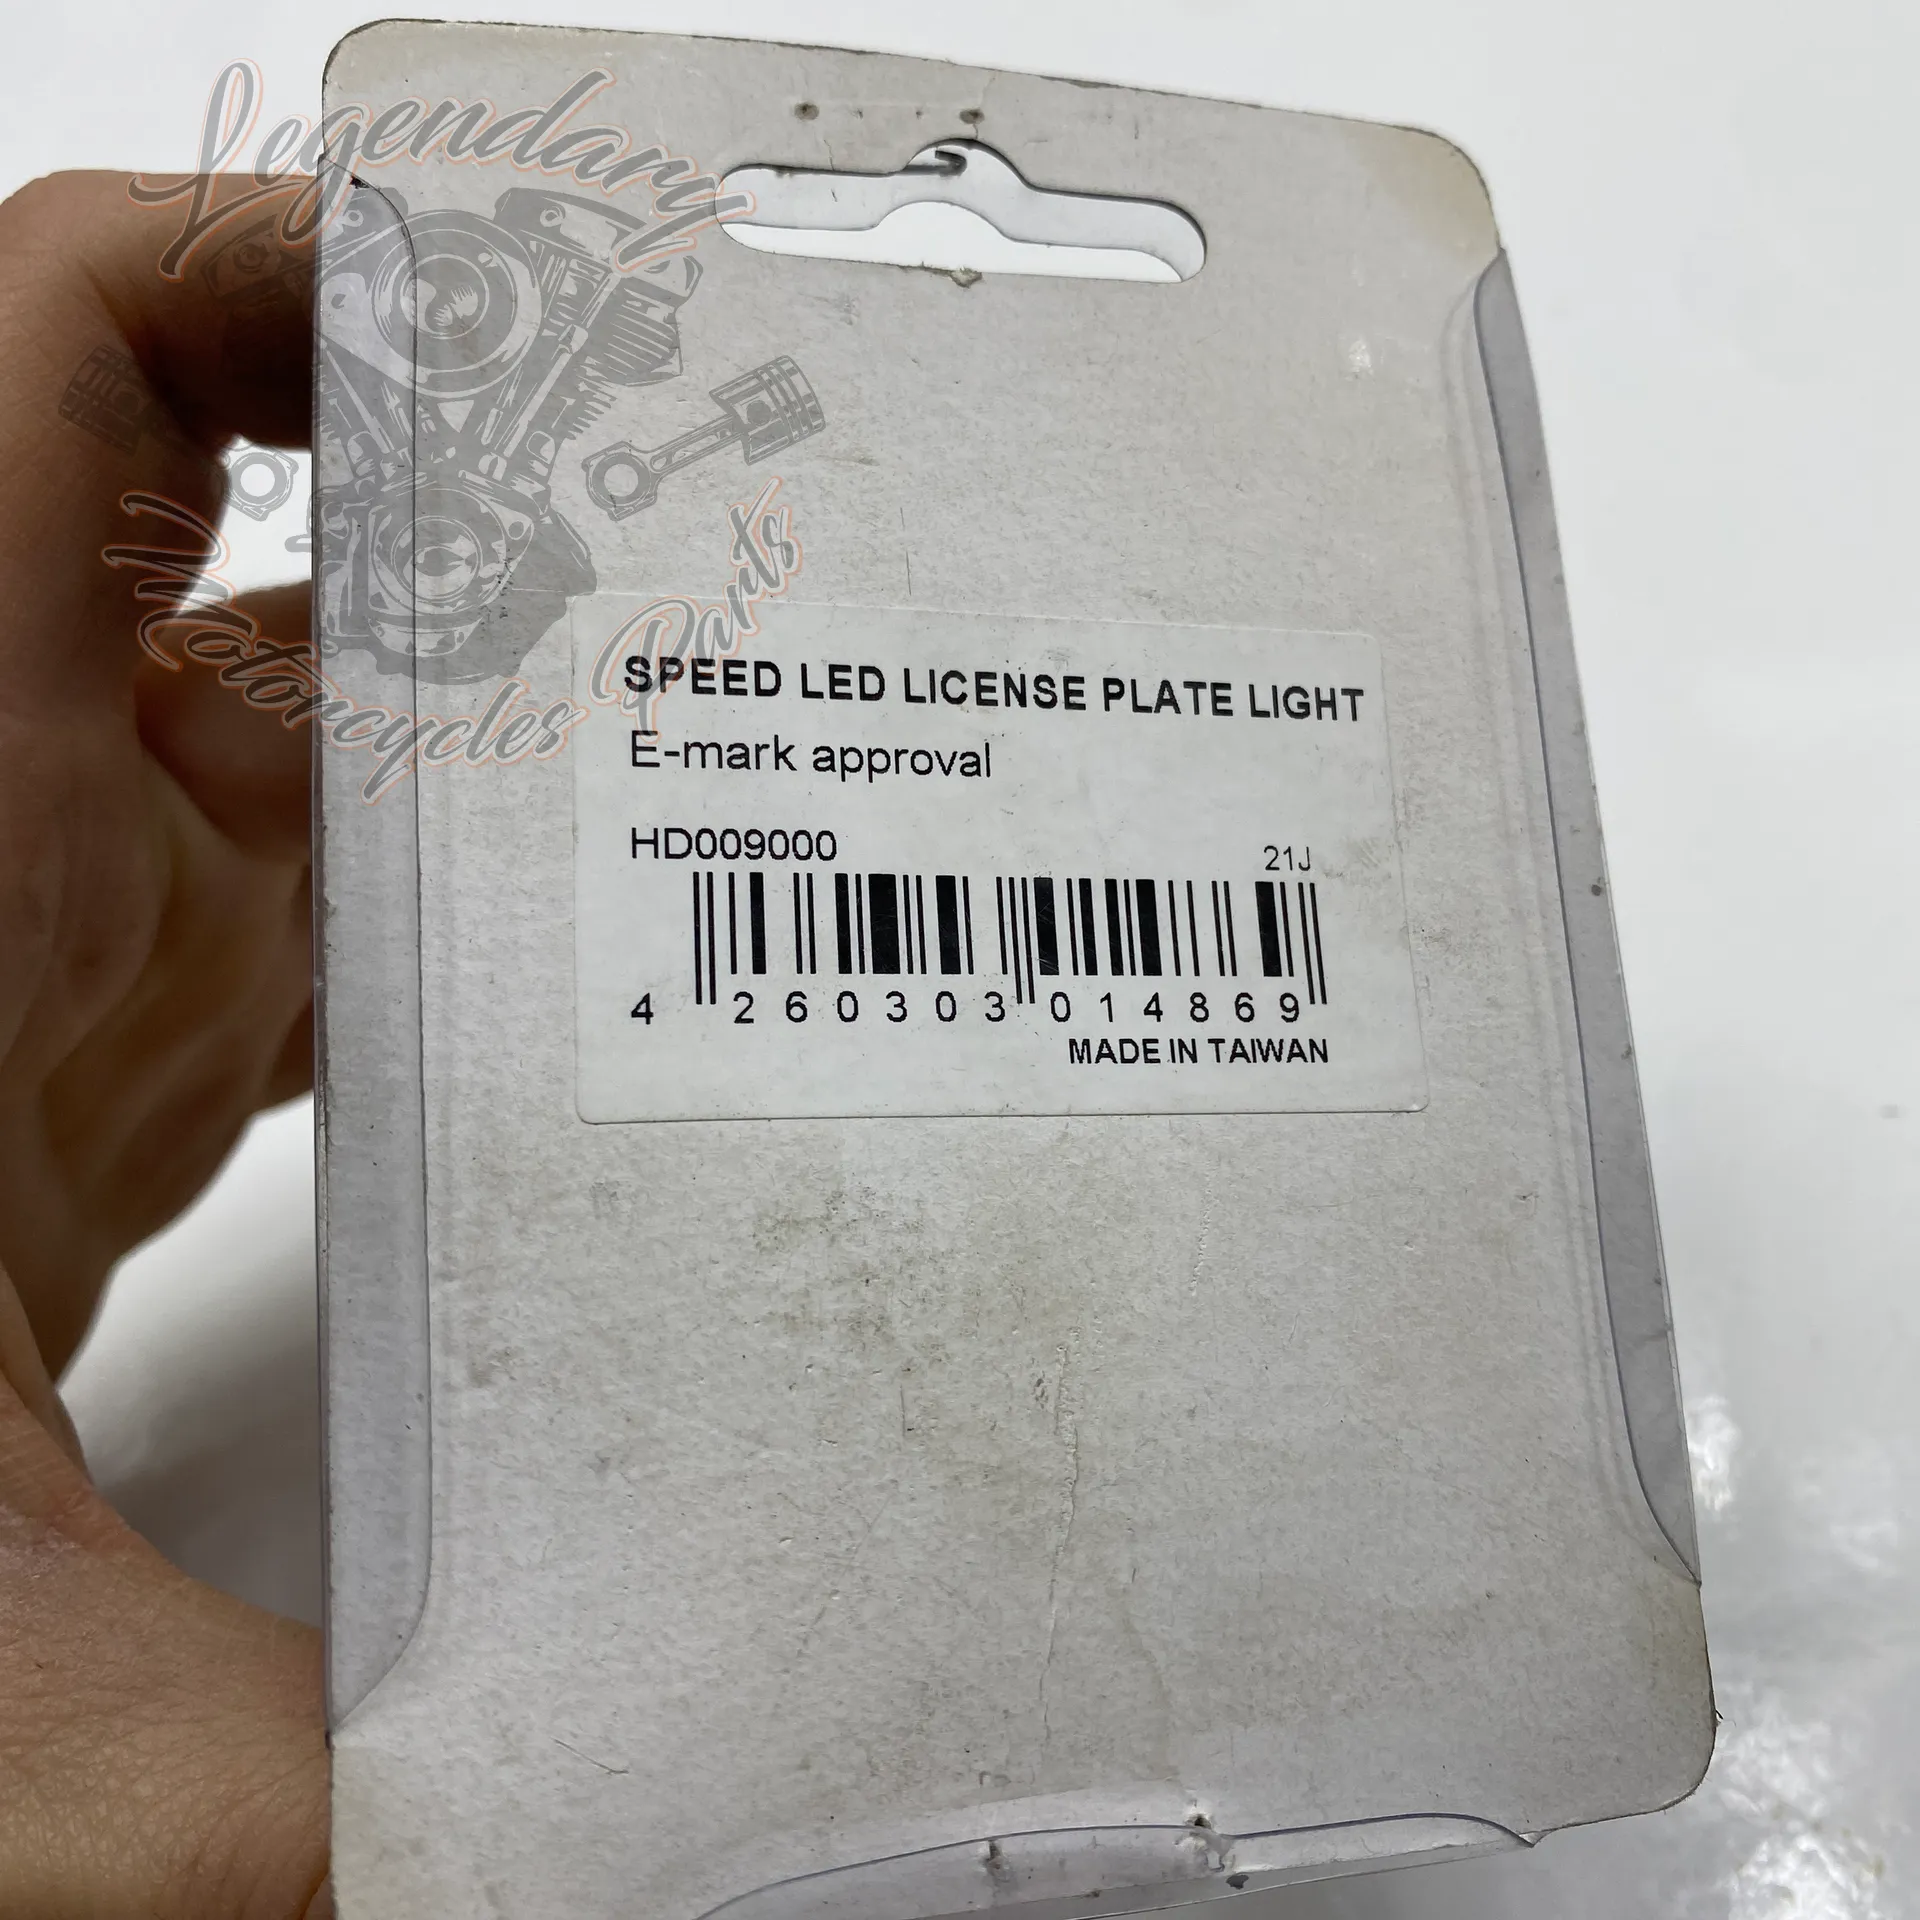 Legendary
Motorcycles Parts
SPEED LED LICENSE PLATE LIGHT
E-mark approval
HD009000
21J
4 260303 014869
MADE IN TAIWAN